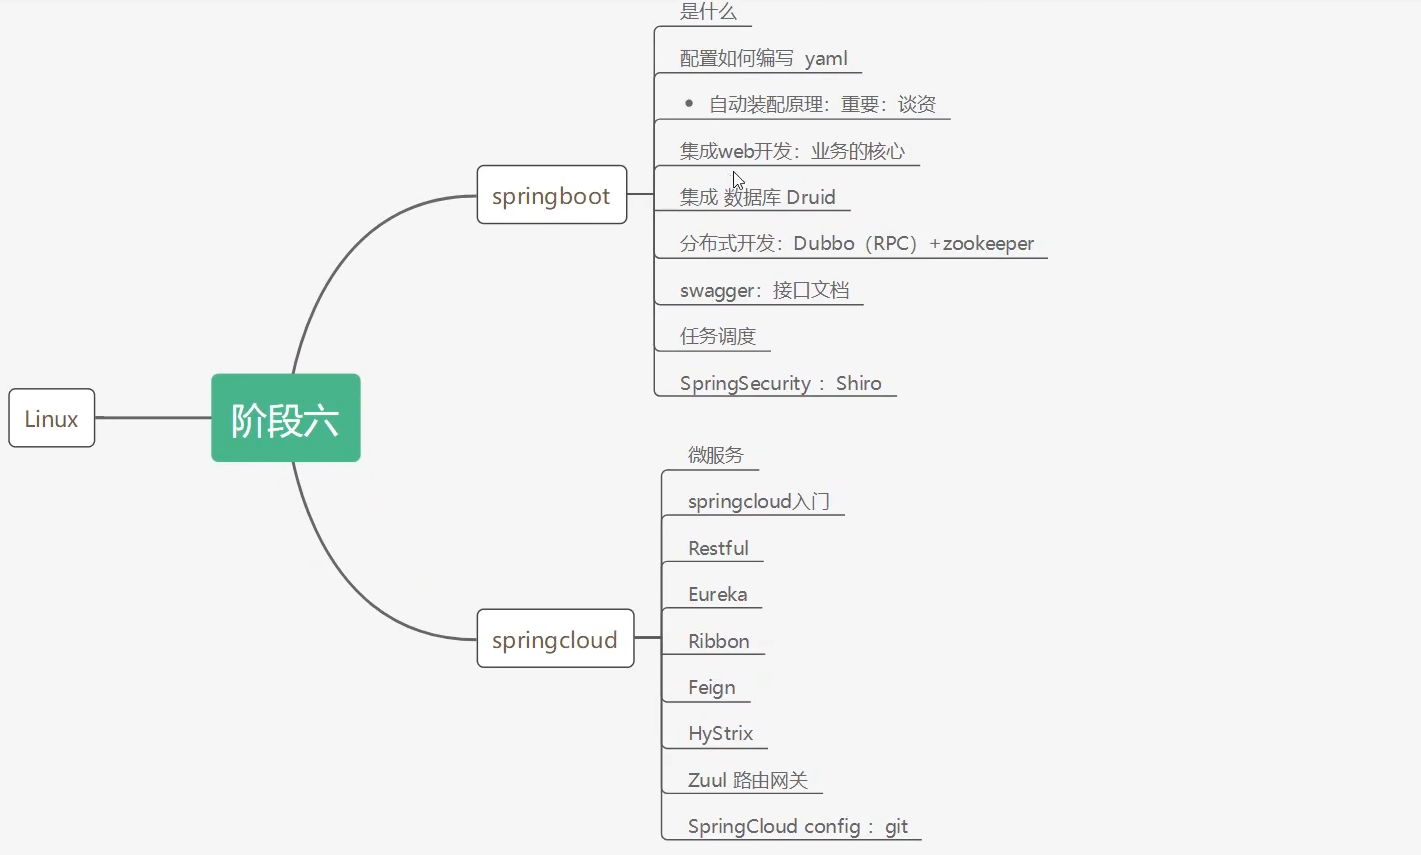 是什么
配置如何编写 yaml
自动装配原理：重要：谈资
集成web开发：业务的核心
集成 数据库 Druid
分布式开发：Dubbo（RPC）+zookeeper
swagger：接口文档
任务调度
SpringSecurity ：Shiro
springboot
Linux
阶段六
微服务
springcloud入门
Restful
Eureka
Ribbon
Feign
HyStrix
Zuul 路由网关
SpringCloud config ：git
springcloud